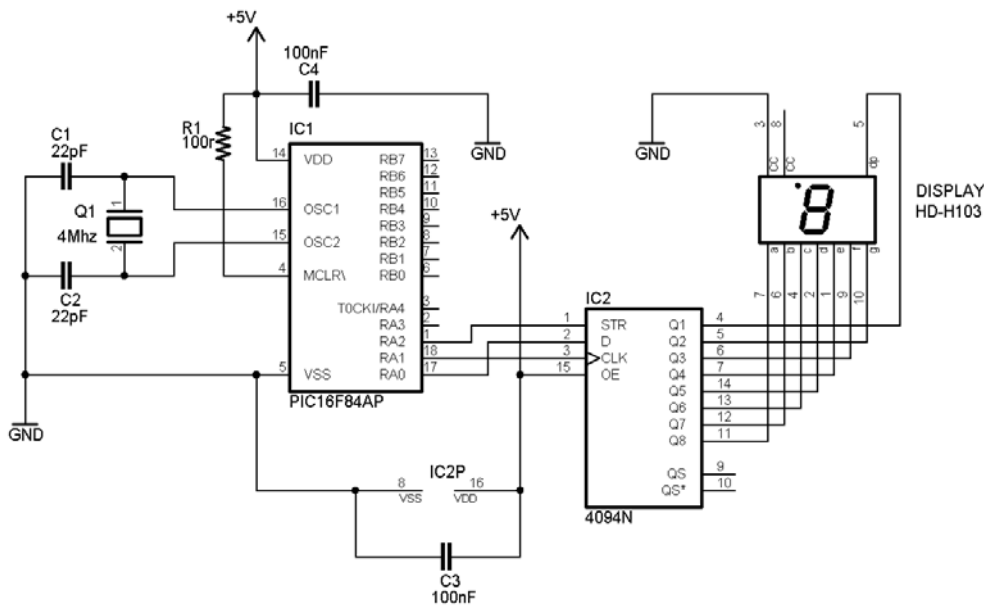 +5V
100nF
C4
R1
100r
IC1
C1
22pF
Q1
4Mhz
1
2
C2
22pF
14 VDD RB7 13
RB6 12
RB5 11
16 OSC1 RB4 10
RB3 9
15 OSC2 RB2 8
RB1 7
4 MCLR\ RB0 6
T0CKI/RA4 3
RA3 2
RA2 1
RA1 18
5 VSS RA0 17
PIC16F84AP
GND
GND
GND
3 8 5
CC CC dp
8
DISPLAY
HD-H103
a b c d e f g
7 6 4 2 1 9 10
+5V
IC2
1 STR Q1 4
2 D Q2 5
3 CLK Q3 6
15 OE Q4 7
Q5 14
Q6 13
Q7 12
Q8 11
QS 9
QS* 10
4094N
IC2P
8 16
VSS VDD
C3
100nF